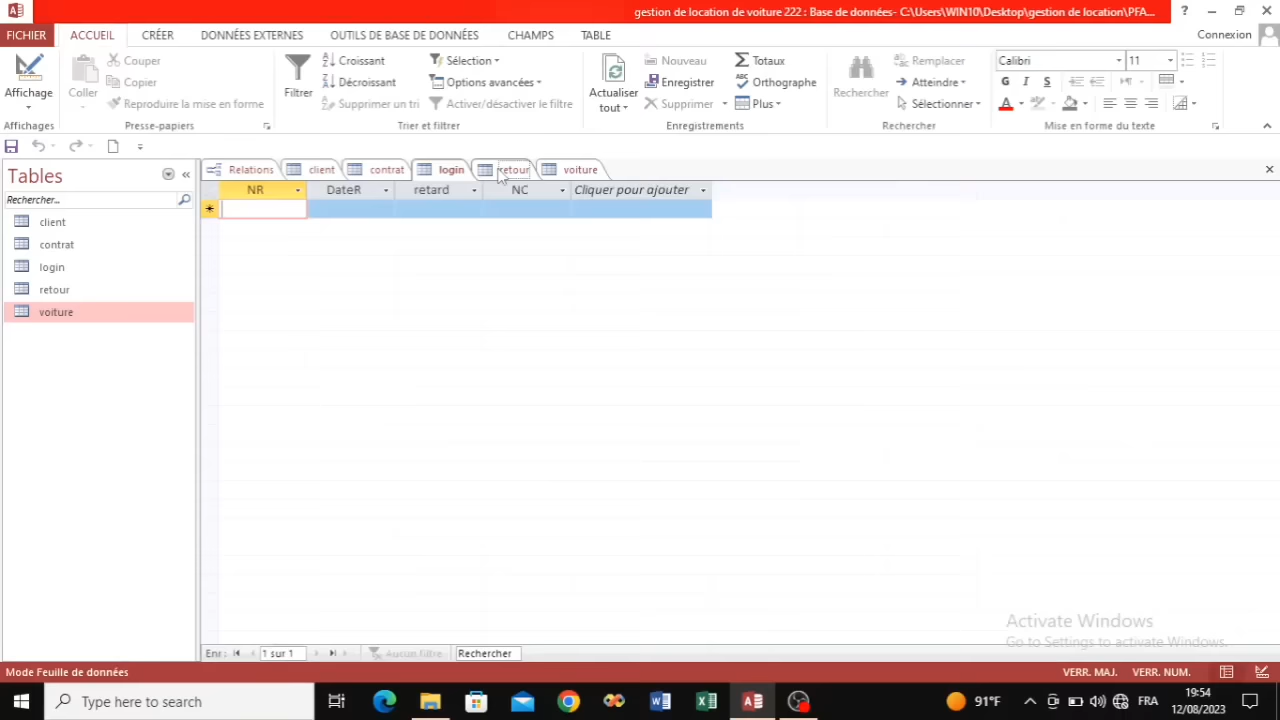 gestion de location de voiture 222 : Base de données- C:\Users\WIN10\Desktop\gestion de location\PFA...
?
FICHIER ACCUEIL CRÉER DONNÉES EXTERNES OUTILS DE BASE DE DONNÉES CHAMPS TABLE Connexion
Affichage
Affichages
Coller
Couper
Copier
Reproduire la mise en forme
Presse-papiers
Filtrer
Croissant
Décroissant
Supprimer un tri
Sélection
Options avancées
Activer/désactiver le filtre
Trier et filtrer
Actualiser
tout
Nouveau
Enregistrer
Supprimer
Totaux
Orthographe
Plus
Enregistrements
Rechercher
Remplacer
Atteindre
Sélectionner
Rechercher
Calibri 11
G I S
A
Mise en forme du texte
Tables
Rechercher...
client
contrat
login
retour
voiture
Relations client contrat login retour voiture
NR DateR retard NC Cliquer pour ajouter
Activate Windows
Go to Settings to activate Windows.
Enr : 1 sur 1 Aucun filtre Rechercher
Mode Feuille de données VERR. MAJ. VERR. NUM.
Type here to search
91°F FRA
19:54
12/08/2023